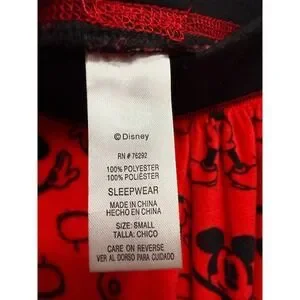 © Disney
RN # 76292
100% POLYESTER
100% POLIÉSTER
SLEEPWEAR
MADE IN CHINA
HECHO EN CHINA
SIZE: SMALL
TALLA: CHICO
CARE ON REVERSE
VER AL DORSO PARA CUIDADO